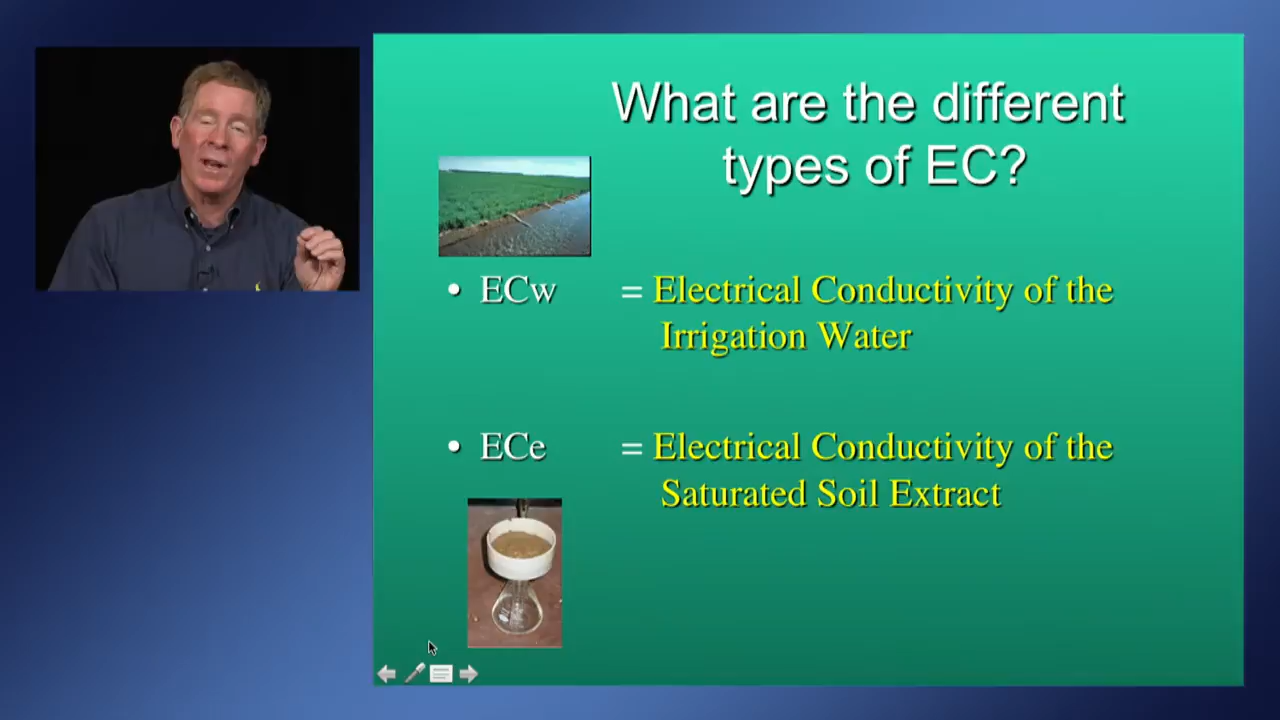 What are the different
types of EC?
• ECw = Electrical Conductivity of the
Irrigation Water
• ECe = Electrical Conductivity of the
Saturated Soil Extract